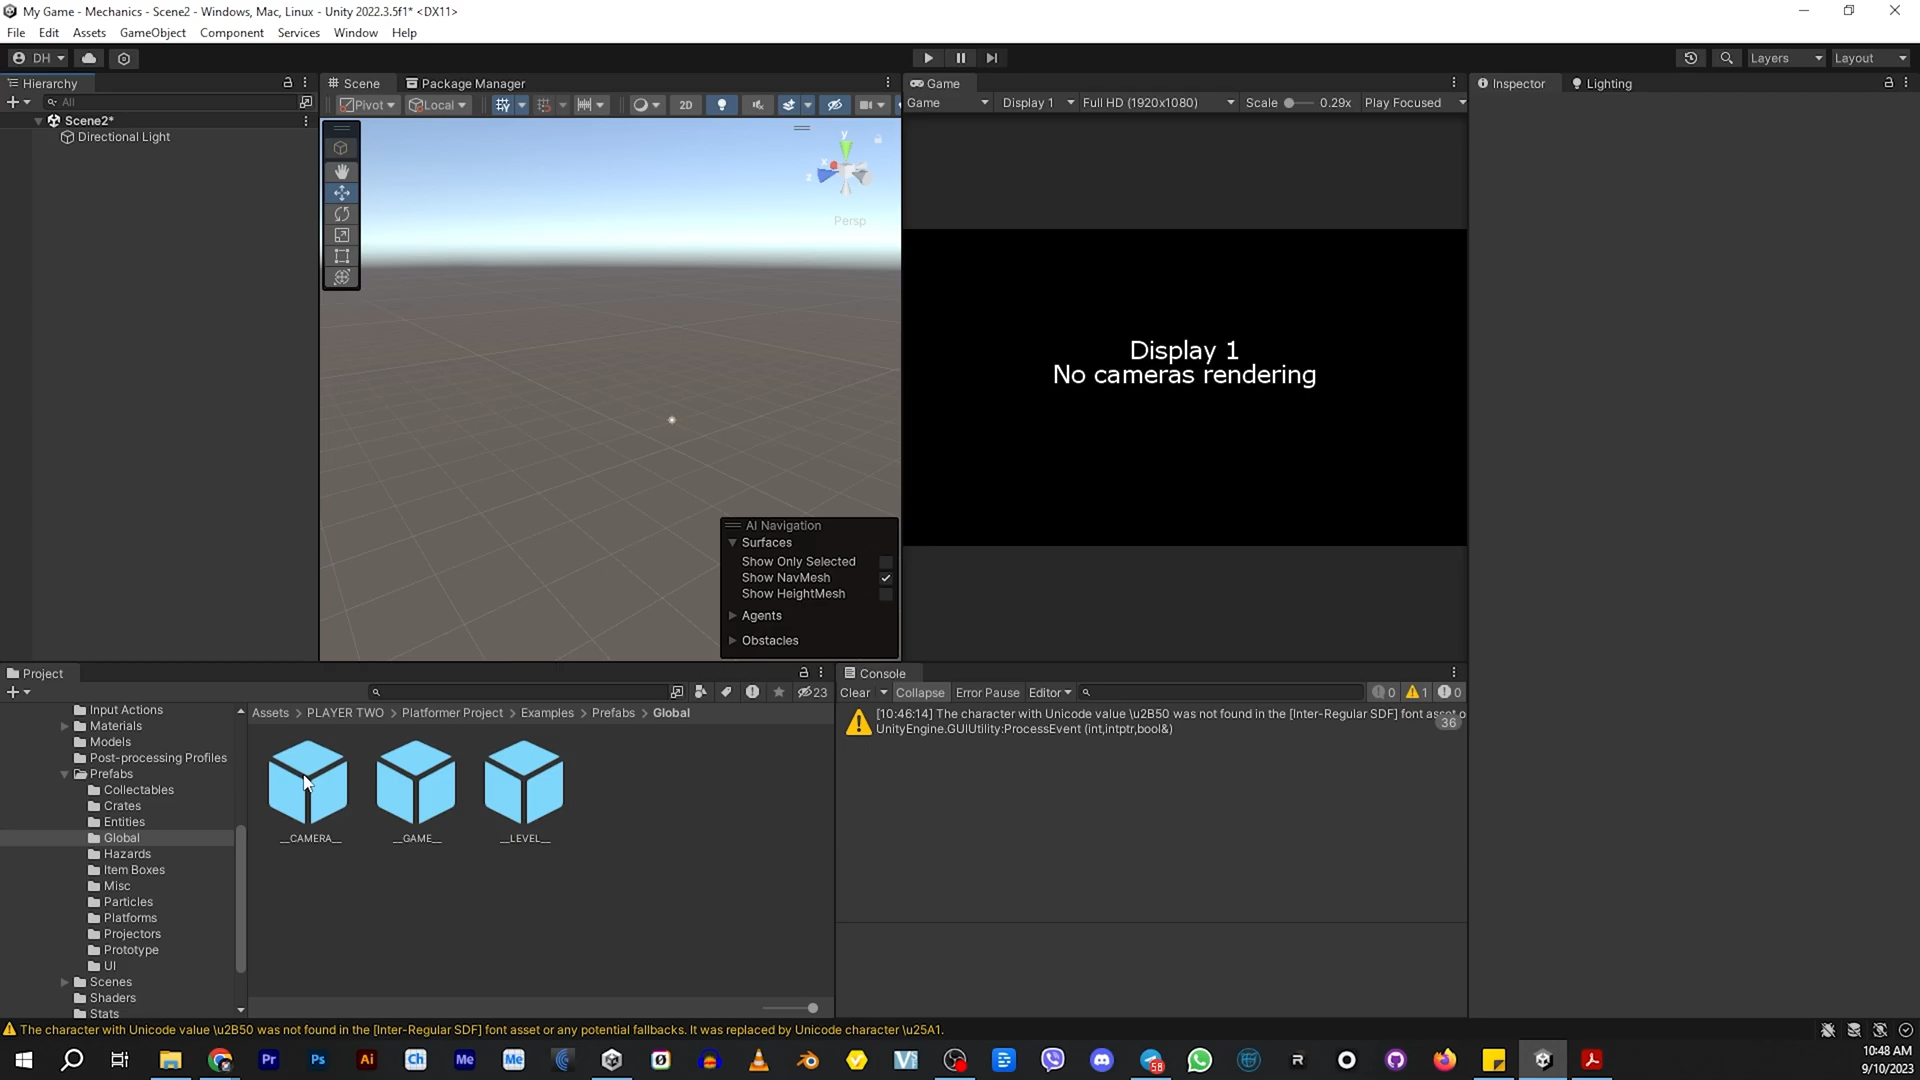 My Game - Mechanics - Scene2 - Windows, Mac, Linux - Unity 2022.3.5f1* <DX11>
File Edit Assets GameObject Component Services Window Help
DH Layers Layout
Hierarchy Scene Package Manager Game Inspector Lighting
All Pivot Local 2D Game Display 1 Full HD (1920x1080) Scale 0.29x Play Focused
Scene2*
Directional Light
y
x
z
Persp
Display 1
No cameras rendering
AI Navigation
Surfaces
Show Only Selected
Show NavMesh
Show HeightMesh
Agents
Obstacles
Project Console
23 Clear Collapse Error Pause Editor 0 1 0
Input Actions
Materials
Models
Post-processing Profiles
Prefabs
Collectables
Crates
Entities
Global
Hazards
Item Boxes
Misc
Particles
Platforms
Projectors
Prototype
UI
Scenes
Shaders
Stats
Assets > PLAYER TWO > Platformer Project > Examples > Prefabs > Global
__CAMERA__ __GAME__ __LEVEL__
[10:46:14] The character with Unicode value \u2B50 was not found in the [Inter-Regular SDF] font asset o
UnityEngine.GUIUtility:ProcessEvent (int,intptr,bool&)
36
The character with Unicode value \u2B50 was not found in the [Inter-Regular SDF] font asset or any potential fallbacks. It was replaced by Unicode character \u25A1.
Pr Ps Ai Ch Me Me 58 R
10:48 AM
9/10/2023